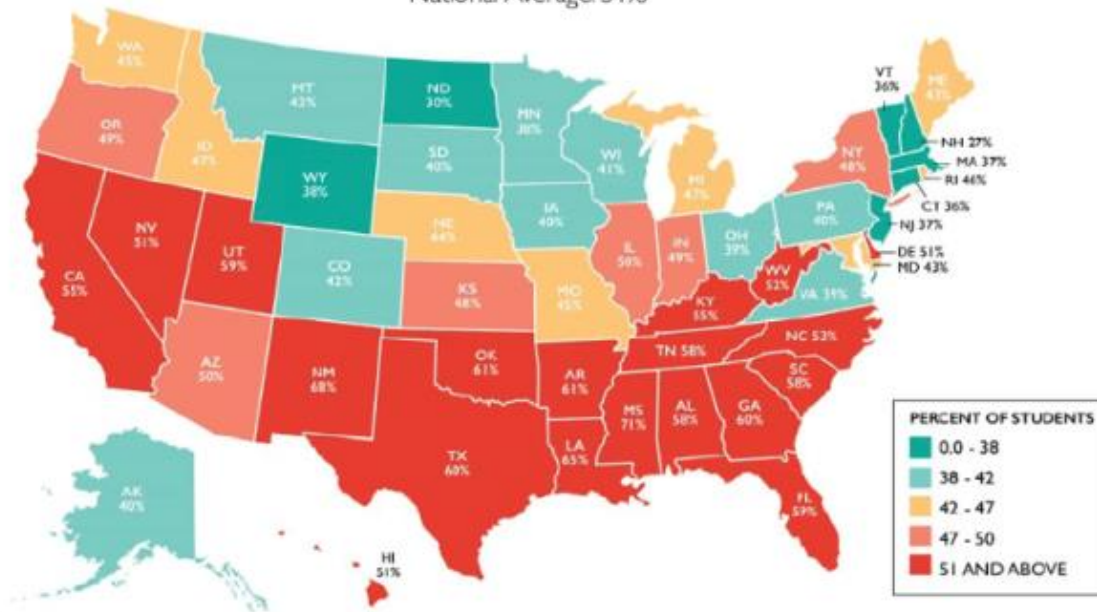 National Average: 51%
WA
45%
MT
42%
ND
30%
MN
38%
VT
36%
ME
43%
OR
49%
ID
47%
SD
40%
WI
41%
NY
48%
NH 27%
MA 37%
RI 46%
CT 36%
WY
38%
MI
47%
NE
44%
IA
40%
PA
40%
NJ 37%
NV
51%
UT
59%
CO
42%
IL
50%
IN
49%
OH
39%
DE 51%
MD 43%
CA
55%
KS
48%
MO
45%
WV
52%
VA 39%
KY
55%
AZ
50%
NM
68%
OK
61%
AR
61%
TN 58%
NC 53%
SC
58%
MS
71%
AL
58%
GA
60%
TX
60%
LA
65%
FL
59%
AK
40%
HI
51%
PERCENT OF STUDENTS
0.0 - 38
38 - 42
42 - 47
47 - 50
51 AND ABOVE